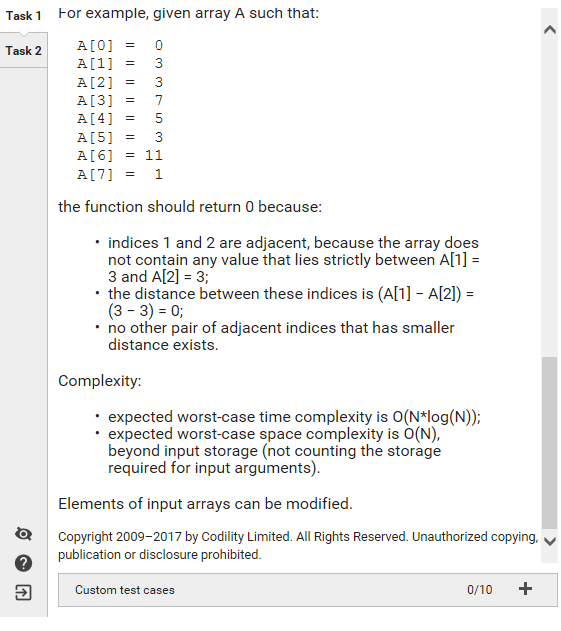 Task 1
Task 2
For example, given array A such that:
A[0] = 0
A[1] = 3
A[2] = 3
A[3] = 7
A[4] = 5
A[5] = 3
A[6] = 11
A[7] = 1
the function should return 0 because:
• indices 1 and 2 are adjacent, because the array does
not contain any value that lies strictly between A[1] =
3 and A[2] = 3;
• the distance between these indices is (A[1] − A[2]) =
(3 − 3) = 0;
• no other pair of adjacent indices that has smaller
distance exists.
Complexity:
• expected worst-case time complexity is O(N*log(N));
• expected worst-case space complexity is O(N),
beyond input storage (not counting the storage
required for input arguments).
Elements of input arrays can be modified.
Copyright 2009–2017 by Codility Limited. All Rights Reserved. Unauthorized copying,
publication or disclosure prohibited.
Custom test cases 0/10 +